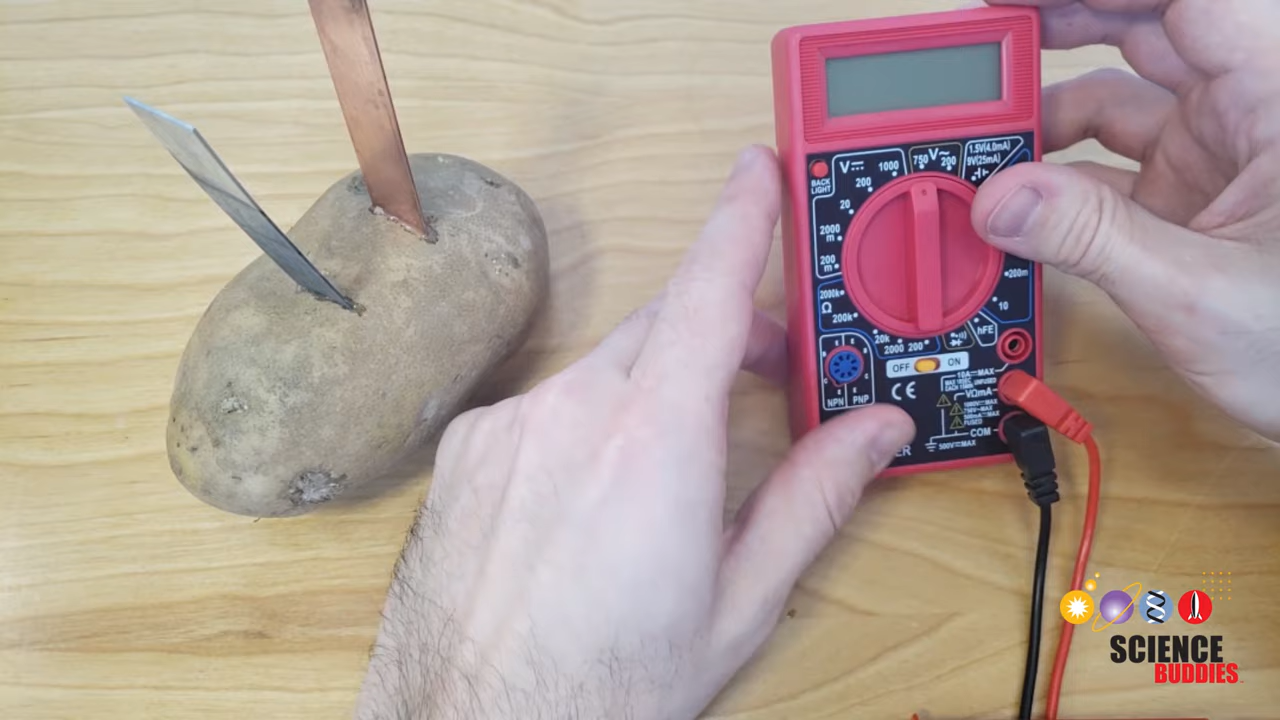 V⎓ 1000 750 V~ 200 1.5V(4.0mA)
9V(25mA)
BACK
LIGHT
200
20
2000
m
200
m
200m
10
2000k
Ω
200k
20k
2000 200
hFE
OFF ON
NPN PNP
CE
10A⎓MAX
VΩmA
COM
500V⎓MAX
SCIENCE
BUDDIES